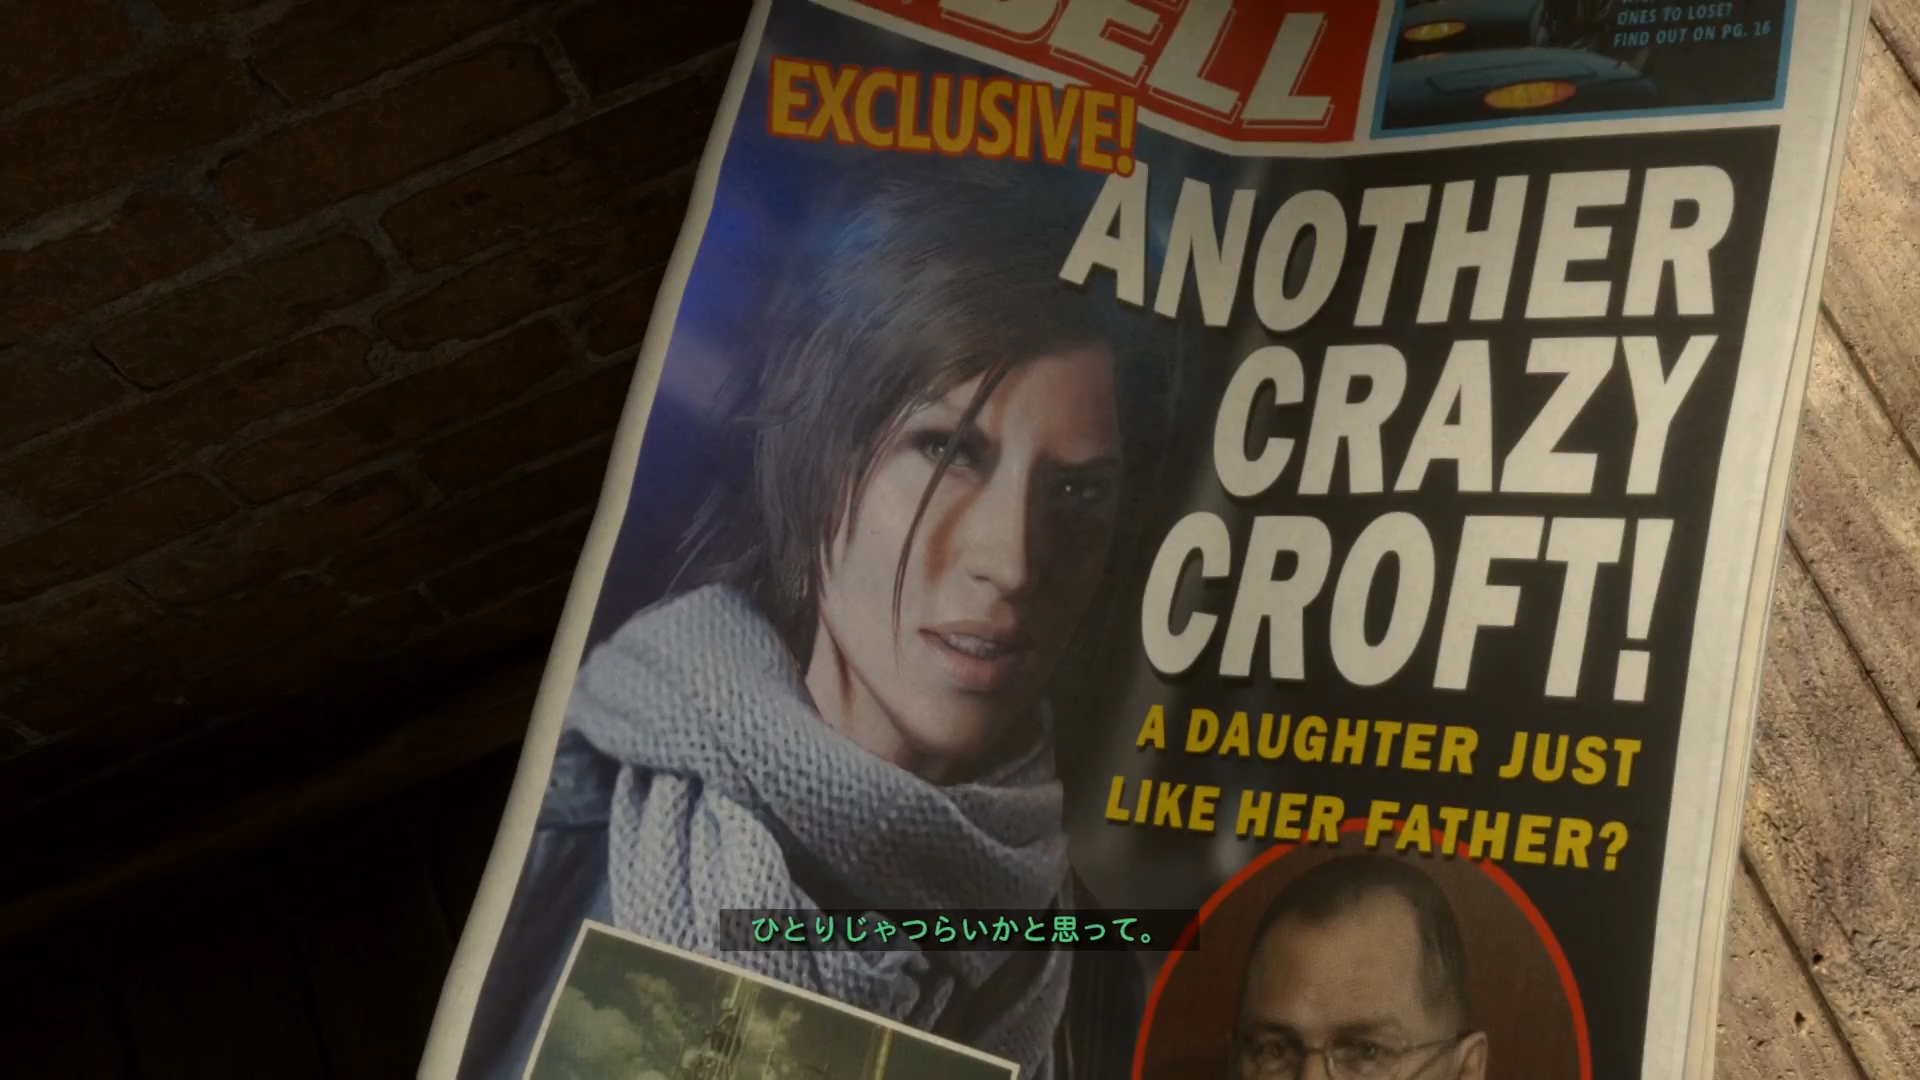 DELL
ONES TO LOSE?
FIND OUT ON PG. 16
EXCLUSIVE!
ANOTHER
CRAZY
CROFT!
A DAUGHTER JUST
LIKE HER FATHER?
ひとりじゃつらいかと思って。